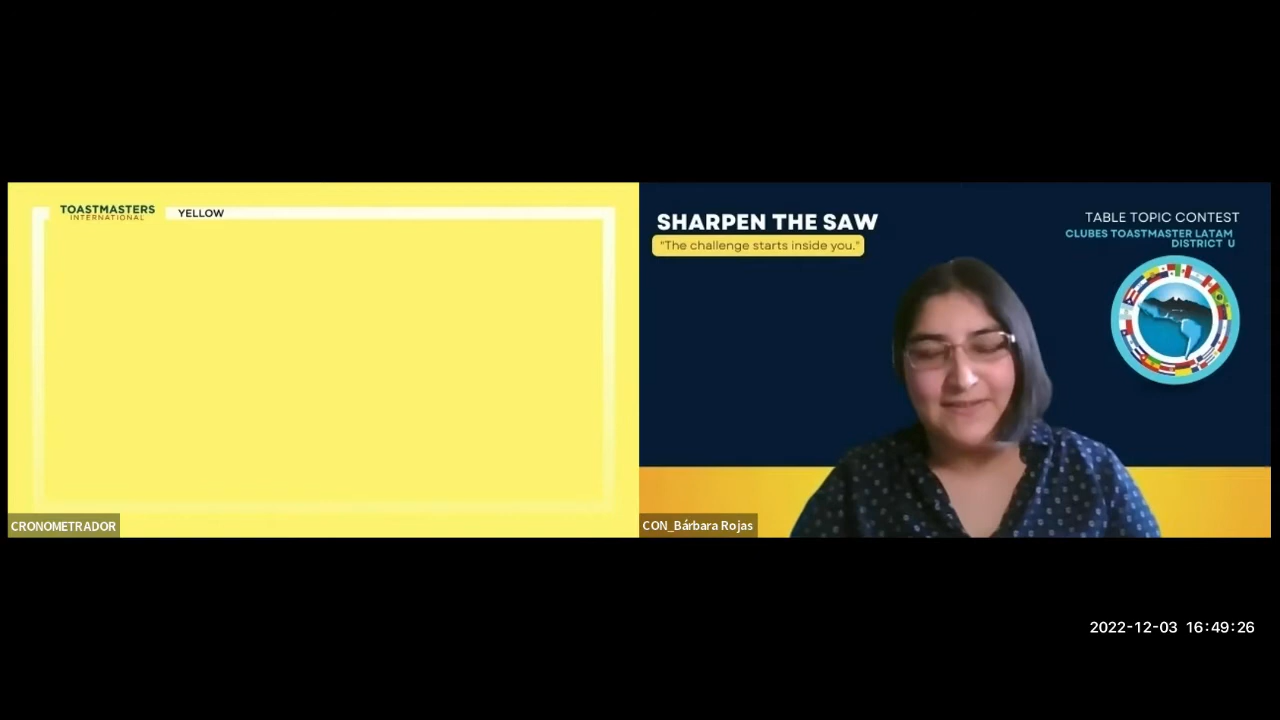 TOASTMASTERS
INTERNATIONAL
YELLOW
CRONOMETRADOR
SHARPEN THE SAW
"The challenge starts inside you."
TABLE TOPIC CONTEST
CLUBES TOASTMASTER LATAM
DISTRICT U
CON_Bárbara Rojas
2022-12-03 16:49:26